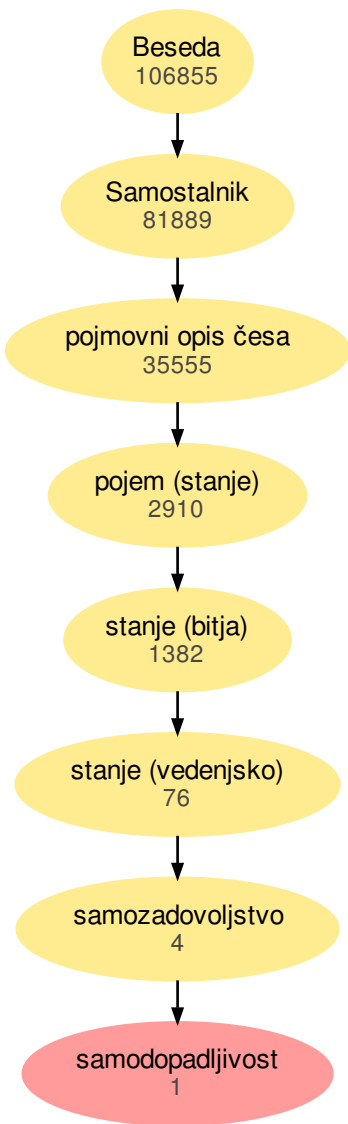 Beseda
106855
Samostalnik
81889
pojmovni opis česa
35555
pojem (stanje)
2910
stanje (bitja)
1382
stanje (vedenjsko)
76
samozadovoljstvo
4
samodopadljivost
1